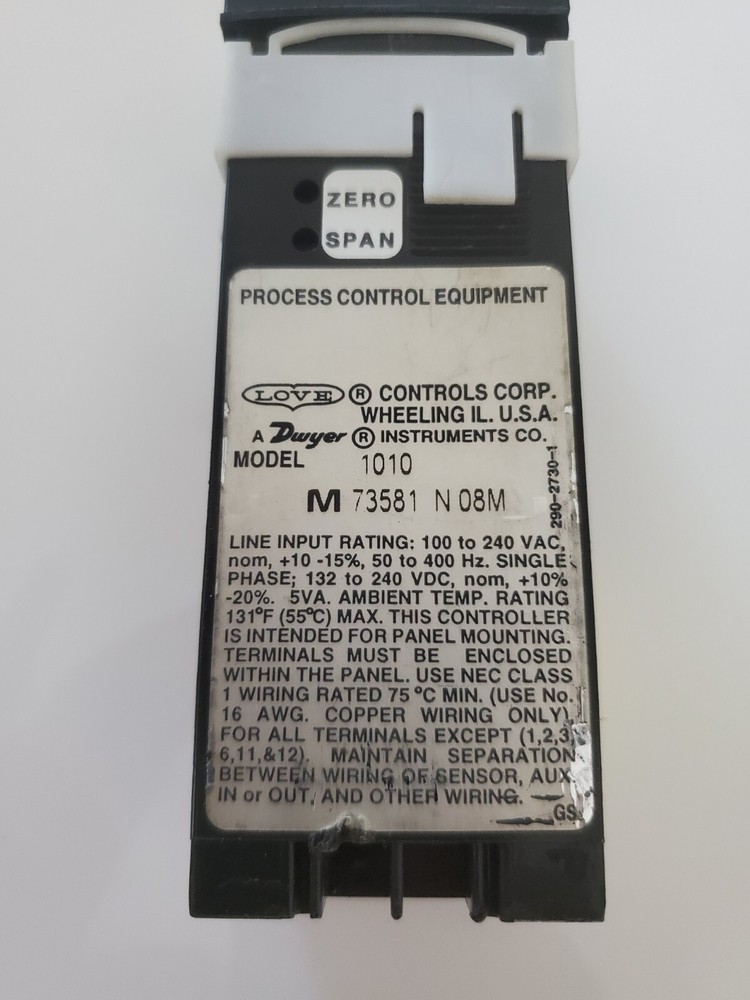 ZERO
SPAN
PROCESS CONTROL EQUIPMENT
LOVE ® CONTROLS CORP.
WHEELING IL. U.S.A.
A Dwyer ® INSTRUMENTS CO.
MODEL 1010
M 73581 N 08M
290-2730-1
LINE INPUT RATING: 100 to 240 VAC,
nom, +10 -15%, 50 to 400 Hz. SINGLE
PHASE; 132 to 240 VDC, nom, +10%
-20%. 5VA. AMBIENT TEMP. RATING
131°F (55°C) MAX. THIS CONTROLLER
IS INTENDED FOR PANEL MOUNTING.
TERMINALS MUST BE ENCLOSED
WITHIN THE PANEL. USE NEC CLASS
1 WIRING RATED 75 °C MIN. (USE No.
16 AWG. COPPER WIRING ONLY)
FOR ALL TERMINALS EXCEPT (1,2,3,
6,11,&12). MAINTAIN SEPARATION
BETWEEN WIRING OF SENSOR, AUX.
IN or OUT, AND OTHER WIRING.
GS